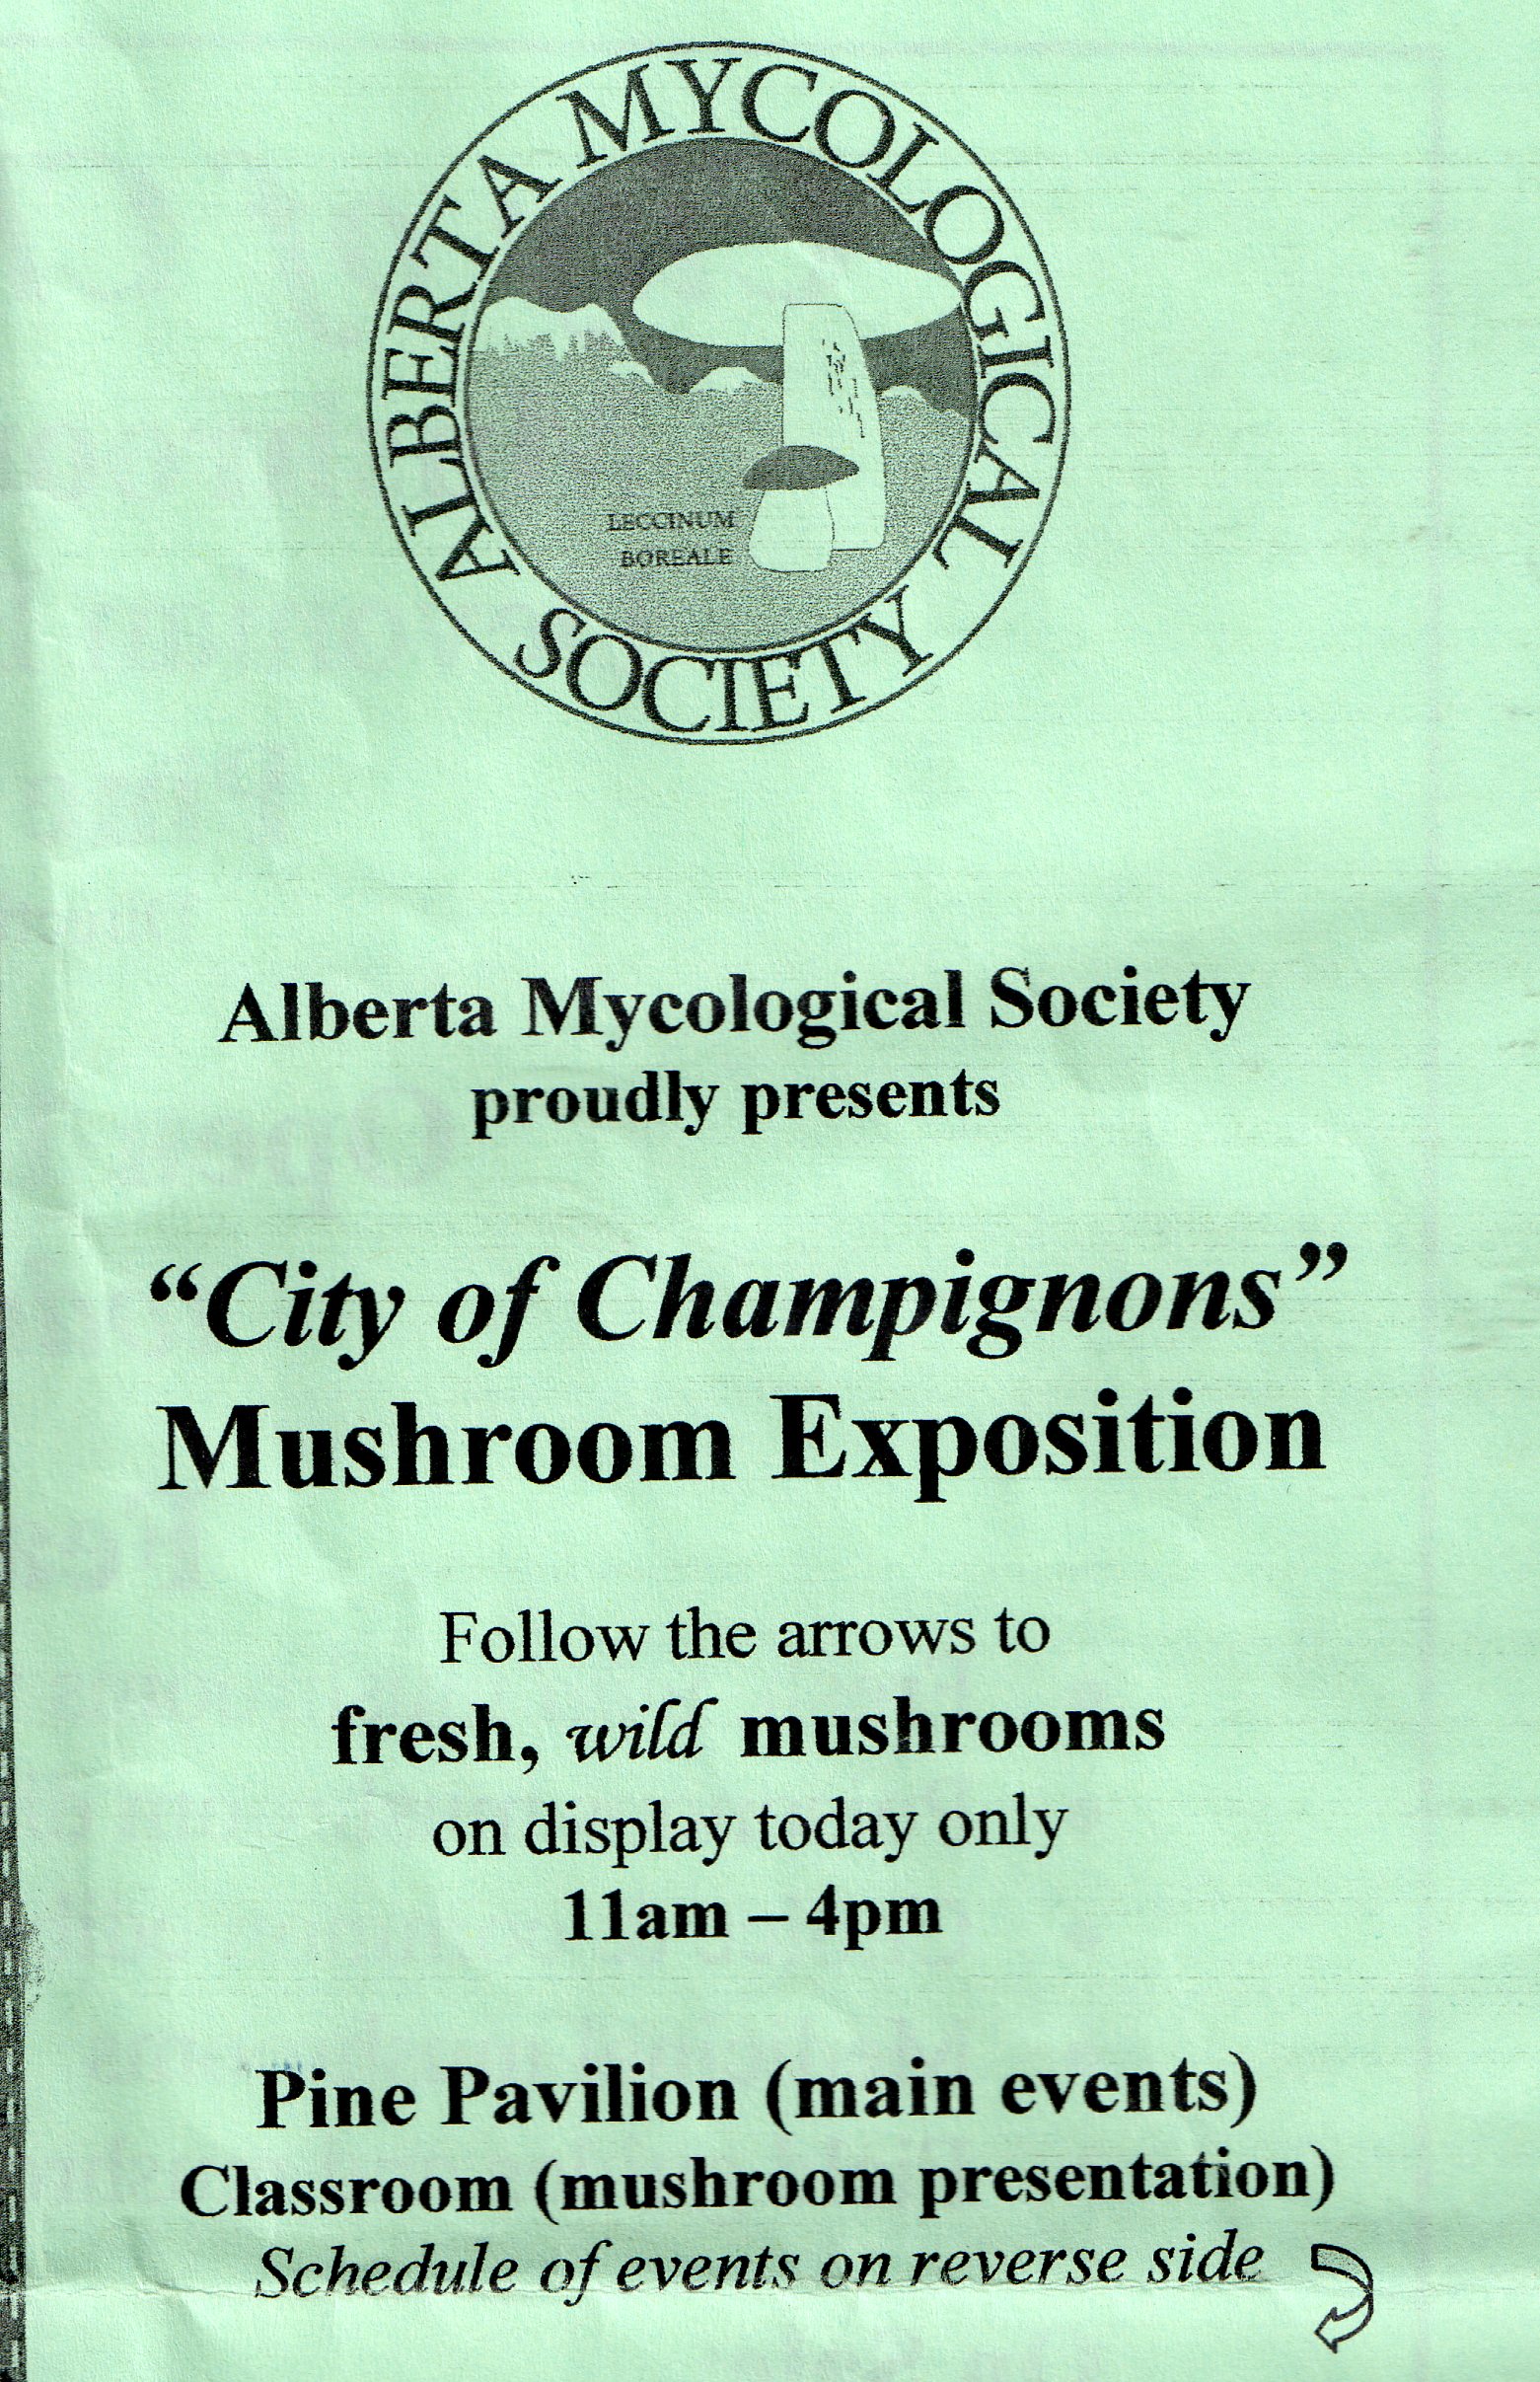 ALBERTA MYCOLOGICAL
SOCIETY
LECCINUM
BOREALE
Alberta Mycological Society
proudly presents
“City of Champignons”
Mushroom Exposition
Follow the arrows to
fresh, wild mushrooms
on display today only
11am – 4pm
Pine Pavilion (main events)
Classroom (mushroom presentation)
Schedule of events on reverse side